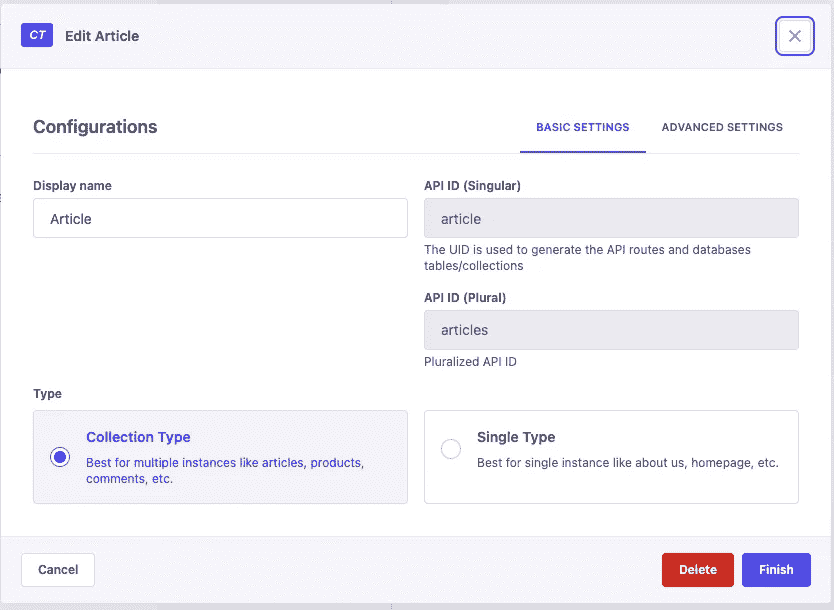 CT Edit Article
Configurations
BASIC SETTINGS
ADVANCED SETTINGS
Display name
Article
API ID (Singular)
article
The UID is used to generate the API routes and databases
tables/collections
API ID (Plural)
articles
Pluralized API ID
Type
Collection Type
Best for multiple instances like articles, products,
comments, etc.
Single Type
Best for single instance like about us, homepage, etc.
Cancel
Delete
Finish